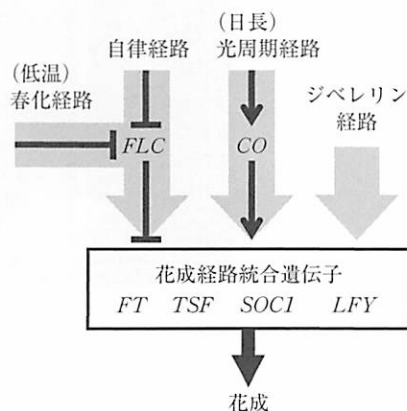 (日長)
自律経路 光周期経路
(低温)
春化経路
ジベレリン
経路
FLC CO
花成経路統合遺伝子
FT TSF SOC1 LFY
花成